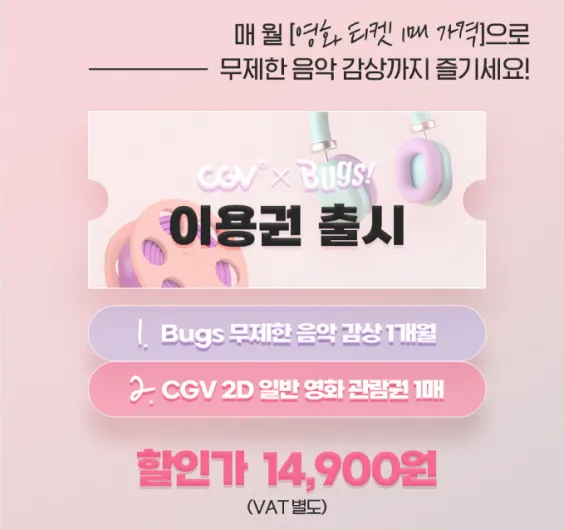 매 월 [영화 티켓 1매 가격]으로
무제한 음악 감상까지 즐기세요!
CGV × Bugs!
이용권 출시
1. Bugs 무제한 음악 감상 1개월
2. CGV 2D 일반 영화 관람권 1매
할인가 14,900원
(VAT 별도)